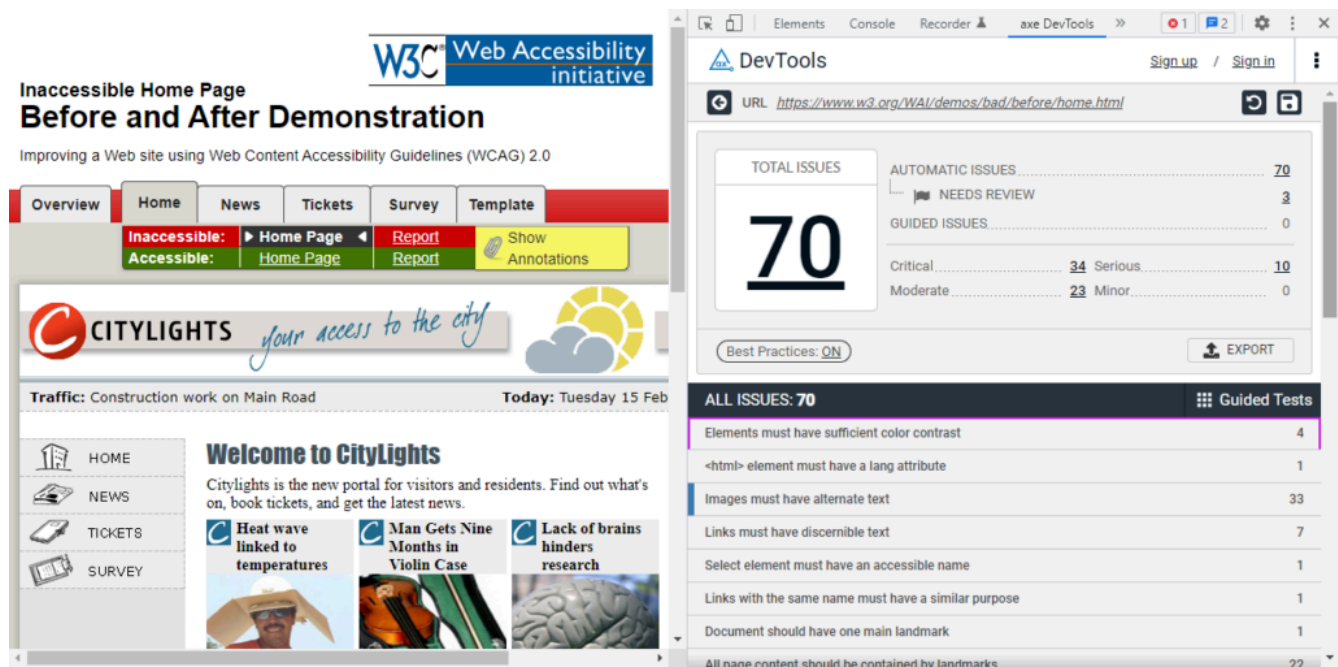 W3C® Web Accessibility
initiative
Inaccessible Home Page
Before and After Demonstration
Improving a Web site using Web Content Accessibility Guidelines (WCAG) 2.0
Overview Home News Tickets Survey Template
Inaccessible: Home Page Report
Accessible: Home Page Report
Show
Annotations
CITYLIGHTS your access to the city
Traffic: Construction work on Main Road Today: Tuesday 15 Feb
HOME
NEWS
TICKETS
SURVEY
Welcome to CityLights
Citylights is the new portal for visitors and residents. Find out what's
on, book tickets, and get the latest news.
Heat wave
linked to
temperatures
Man Gets Nine
Months in
Violin Case
Lack of brains
hinders
research
Elements Console Recorder axe DevTools » 1 2
ax DevTools Sign up / Sign in
URL https://www.w3.org/WAI/demos/bad/before/home.html
TOTAL ISSUES
70
AUTOMATIC ISSUES 70
NEEDS REVIEW 3
GUIDED ISSUES 0
Critical 34 Serious 10
Moderate 23 Minor 0
Best Practices: ON EXPORT
ALL ISSUES: 70 Guided Tests
Elements must have sufficient color contrast 4
<html> element must have a lang attribute 1
Images must have alternate text 33
Links must have discernible text 7
Select element must have an accessible name 1
Links with the same name must have a similar purpose 1
Document should have one main landmark 1
All page content should be contained by landmarks 22